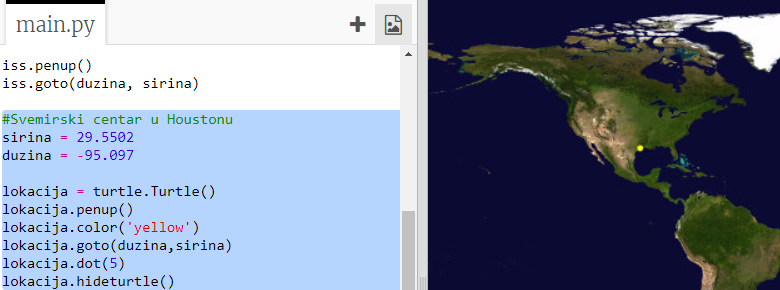 main.py
iss.penup()
iss.goto(duzina, sirina)
#Svemirski centar u Houstonu
sirina = 29.5502
duzina = -95.097
lokacija = turtle.Turtle()
lokacija.penup()
lokacija.color('yellow')
lokacija.goto(duzina,sirina)
lokacija.dot(5)
lokacija.hideturtle()